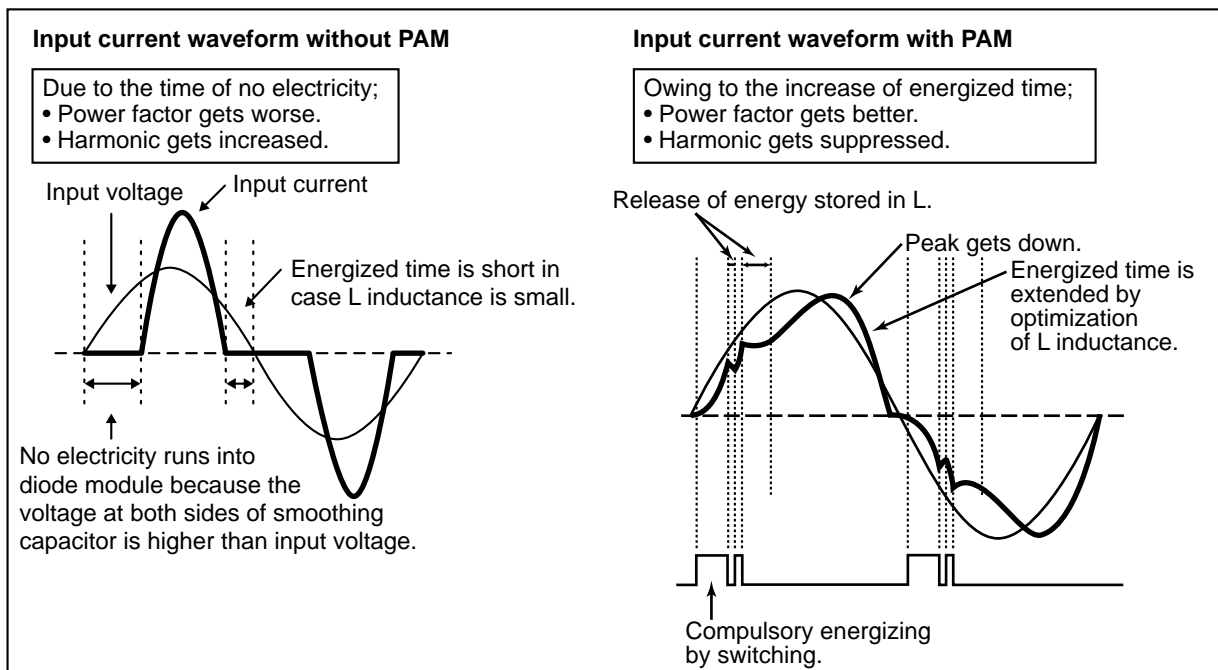 Input current waveform without PAM
Due to the time of no electricity;
• Power factor gets worse.
• Harmonic gets increased.
Input voltage
Input current
Energized time is short in
case L inductance is small.
No electricity runs into
diode module because the
voltage at both sides of smoothing
capacitor is higher than input voltage.
Input current waveform with PAM
Owing to the increase of energized time;
• Power factor gets better.
• Harmonic gets suppressed.
Release of energy stored in L.
Peak gets down.
Energized time is
extended by
optimization
of L inductance.
Compulsory energizing
by switching.